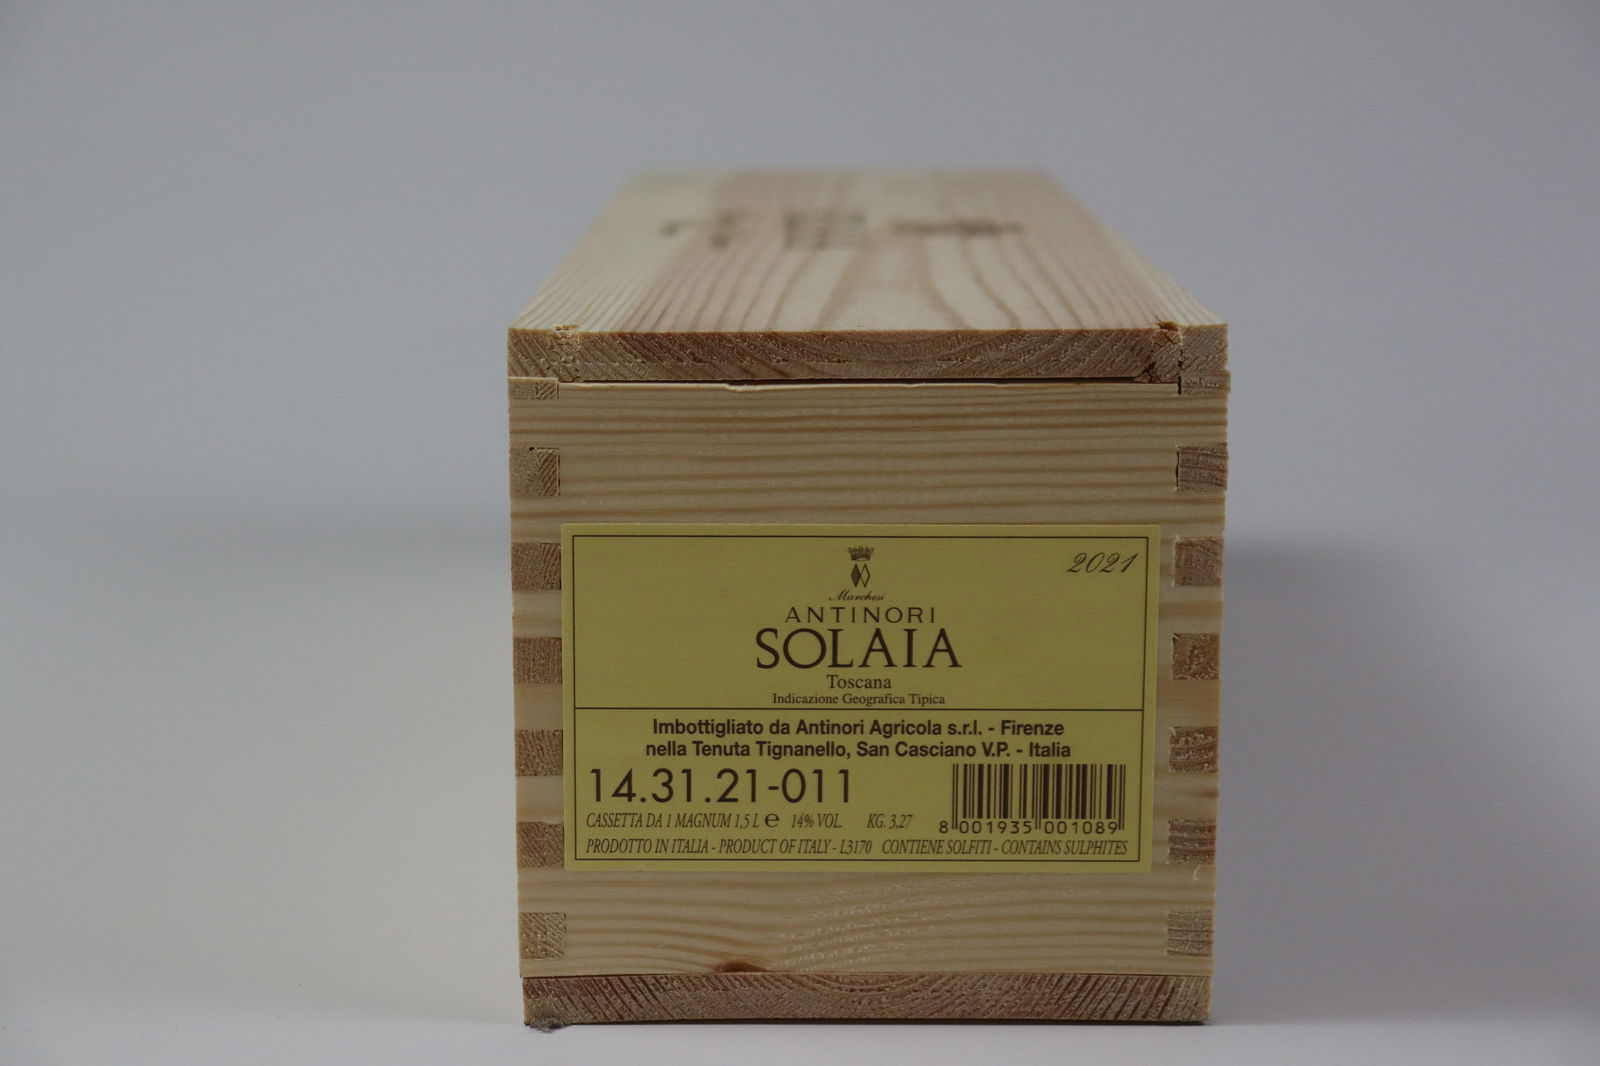 2021
Marchesi
ANTINORI
SOLAIA
Toscana
Indicazione Geografica Tipica
Imbottigliato da Antinori Agricola s.r.l. - Firenze
nella Tenuta Tignanello, San Casciano V.P. - Italia
14.31.21-011
CASSETTA DA 1 MAGNUM 1,5 L ℮ 14% VOL. KG. 3,27
8 001935 001089
PRODOTTO IN ITALIA - PRODUCT OF ITALY - L3170 CONTIENE SOLFITI - CONTAINS SULPHITES